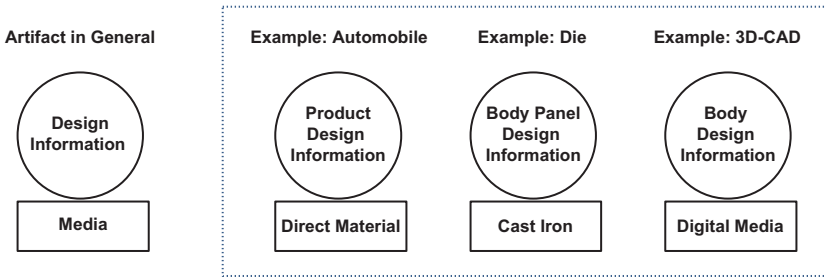 Artifact in General
Example: Automobile
Example: Die
Example: 3D-CAD
Design
Information
Product
Design
Information
Body Panel
Design
Information
Body
Design
Information
Media
Direct Material
Cast Iron
Digital Media